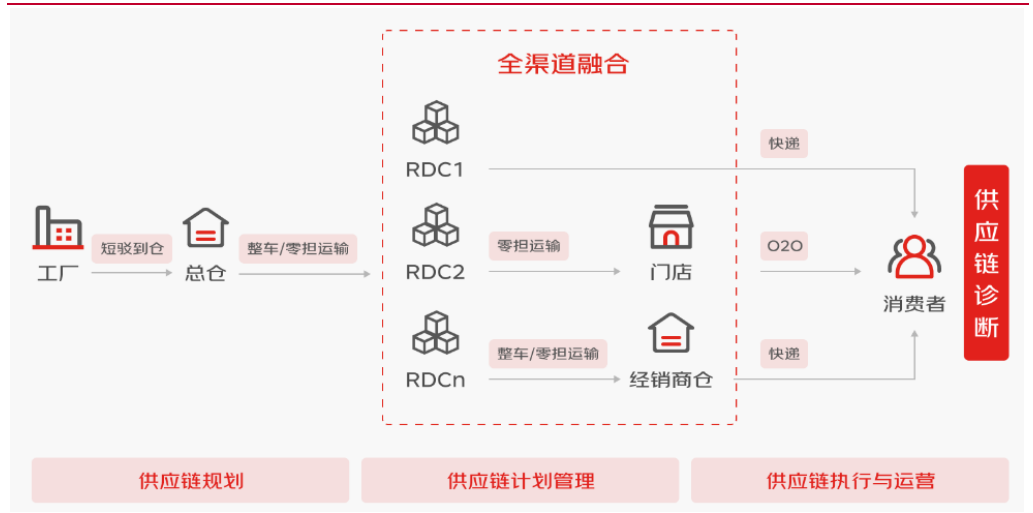 全渠道融合
RDC1
快递
工厂
短驳到仓
总仓
整车/零担运输
RDC2
零担运输
门店
O2O
消费者
RDCn
整车/零担运输
经销商仓
快递
供应链诊断
供应链规划
供应链计划管理
供应链执行与运营